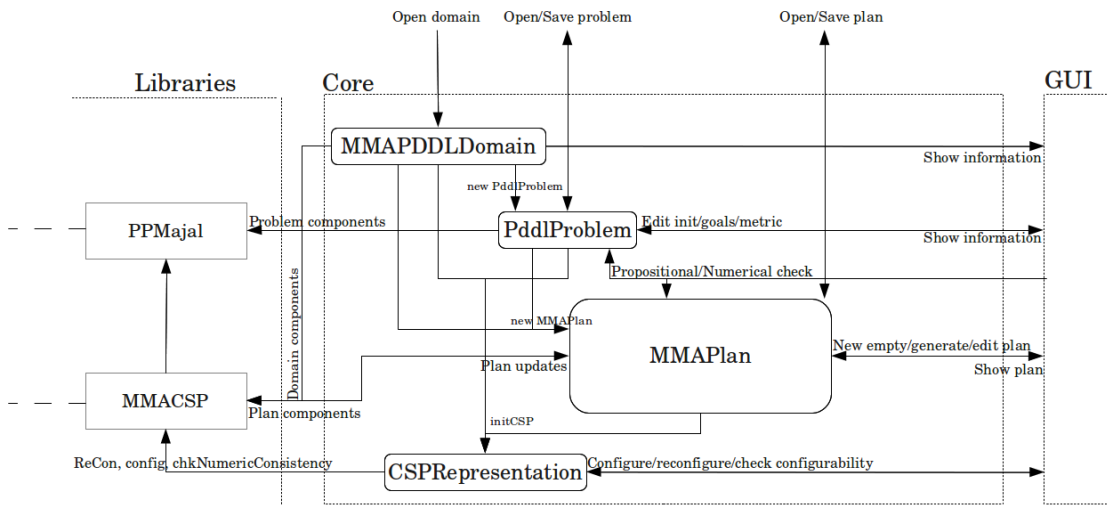 Open domain
Open/Save problem
Open/Save plan
Libraries
Core
GUI
MMAPDDLDomain
Show information
new PddlProblem
PPMajal
Problem components
PddlProblem
Edit init/goals/metric
Show information
Propositional/Numerical check
Domain components
new MMAPlan
MMAPlan
New empty/generate/edit plan
Plan updates
Show plan
MMACSP
Plan components
initCSP
ReCon, config, chkNumericConsistency
CSPRepresentation
Configure/reconfigure/check configurability